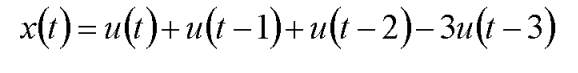 x(t) = u(t) + u(t − 1) + u(t − 2) − 3u(t − 3)